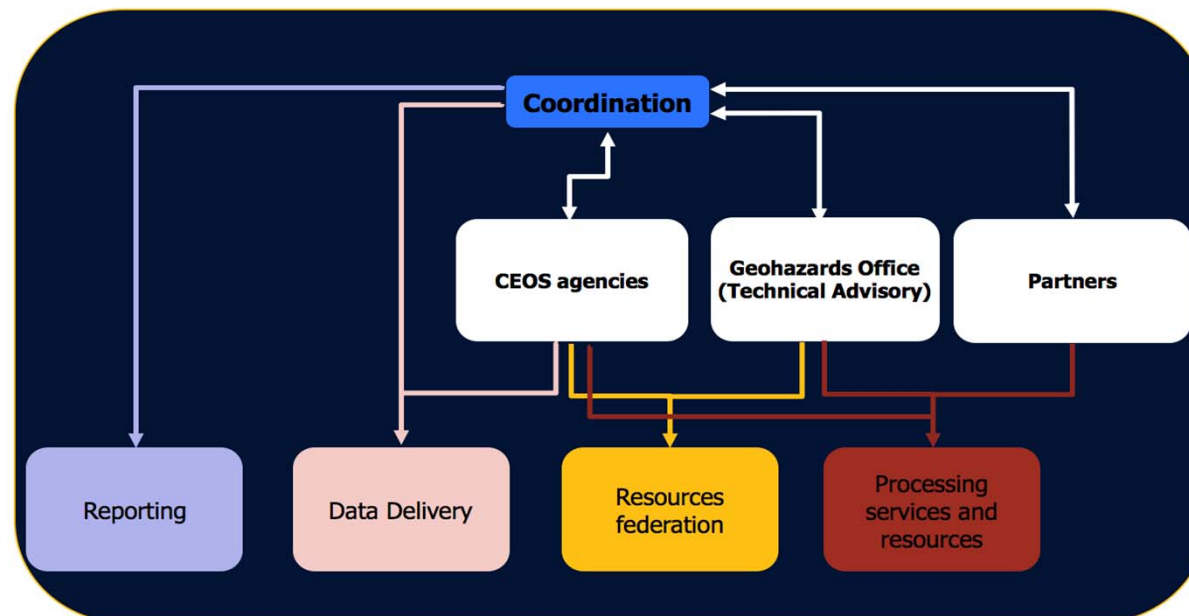 Coordination
CEOS agencies
Geohazards Office
(Technical Advisory)
Partners
Reporting
Data Delivery
Resources
federation
Processing
services and
resources